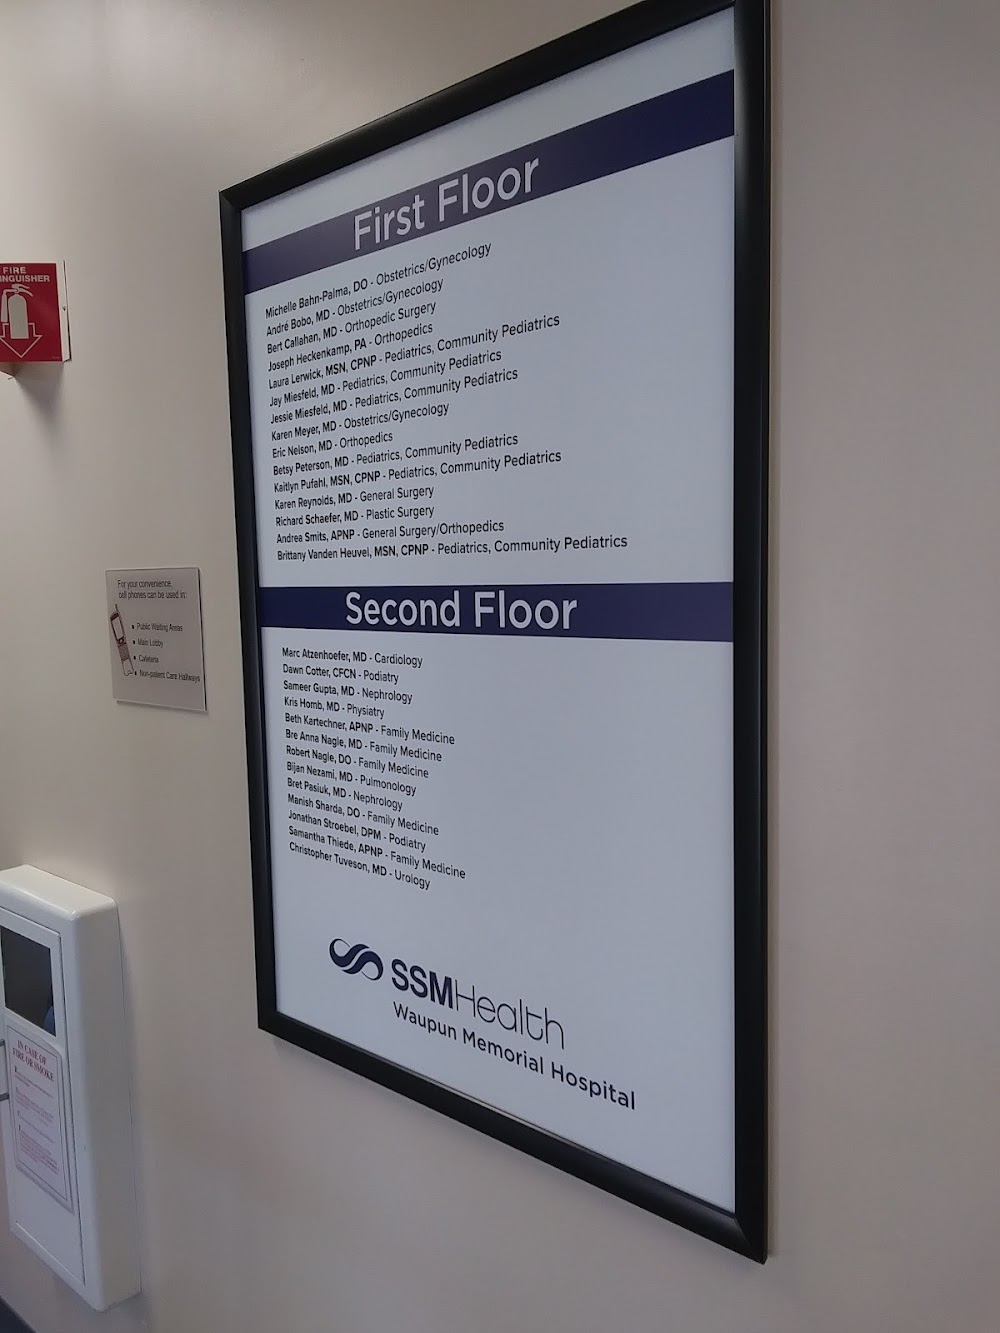 First Floor
Michelle Bahn-Palma, DO - Obstetrics/Gynecology
André Bobo, MD - Obstetrics/Gynecology
Bert Callahan, MD - Orthopedic Surgery
Joseph Heckenkamp, PA - Orthopedics
Laura Lerwick, MSN, CPNP - Pediatrics, Community Pediatrics
Jay Miesfeld, MD - Pediatrics, Community Pediatrics
Jessie Miesfeld, MD - Pediatrics, Community Pediatrics
Karen Meyer, MD - Obstetrics/Gynecology
Eric Nelson, MD - Orthopedics
Betsy Peterson, MD - Pediatrics, Community Pediatrics
Kaitlyn Pufahl, MSN, CPNP - Pediatrics, Community Pediatrics
Karen Reynolds, MD - General Surgery
Richard Schaefer, MD - Plastic Surgery
Andrea Smits, APNP - General Surgery/Orthopedics
Brittany Vanden Heuvel, MSN, CPNP - Pediatrics, Community Pediatrics
Second Floor
Marc Atzenhoefer, MD - Cardiology
Dawn Cotter, CFCN - Podiatry
Sameer Gupta, MD - Nephrology
Kris Homb, MD - Physiatry
Beth Kartechner, APNP - Family Medicine
Bre Anna Nagle, MD - Family Medicine
Robert Nagle, DO - Family Medicine
Bijan Nezami, MD - Pulmonology
Bret Pasiuk, MD - Nephrology
Manish Sharda, DO - Family Medicine
Jonathan Stroebel, DPM - Podiatry
Samantha Thiede, APNP - Family Medicine
Christopher Tuveson, MD - Urology
SSMHealth
Waupun Memorial Hospital
FIRE
NGUISHER
For your convenience,
cell phones can be used in:
Public Waiting Areas
Main Lobby
Cafeteria
Non-patient Care Hallways
IN CASE OF
FIRE OR SMOKE